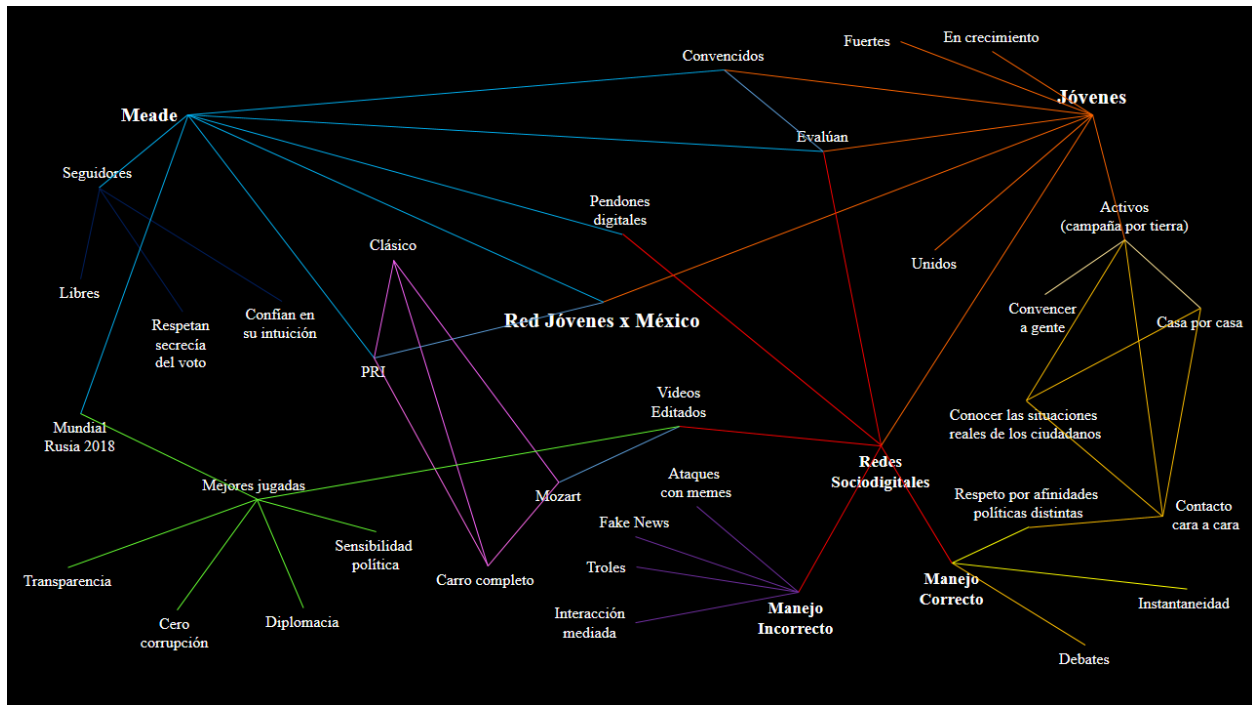 Convencidos
Fuertes
En crecimiento
Meade
Jóvenes
Evalúan
Seguidores
Pendones
digitales
Activos
(campaña por tierra)
Clásico
Unidos
Libres
Respetan
secrecía
del voto
Confían en
su intuición
Red Jóvenes x México
Convencer
a gente
Casa por casa
PRI
Videos
Editados
Mundial
Rusia 2018
Conocer las situaciones
reales de los ciudadanos
Mejores jugadas
Mozart
Ataques
con memes
Redes
Sociodigitales
Respeto por afinidades
políticas distintas
Contacto
cara a cara
Fake News
Sensibilidad
política
Transparencia
Carro completo
Troles
Manejo
Correcto
Instantaneidad
Cero
corrupción
Diplomacia
Interacción
mediada
Manejo
Incorrecto
Debates